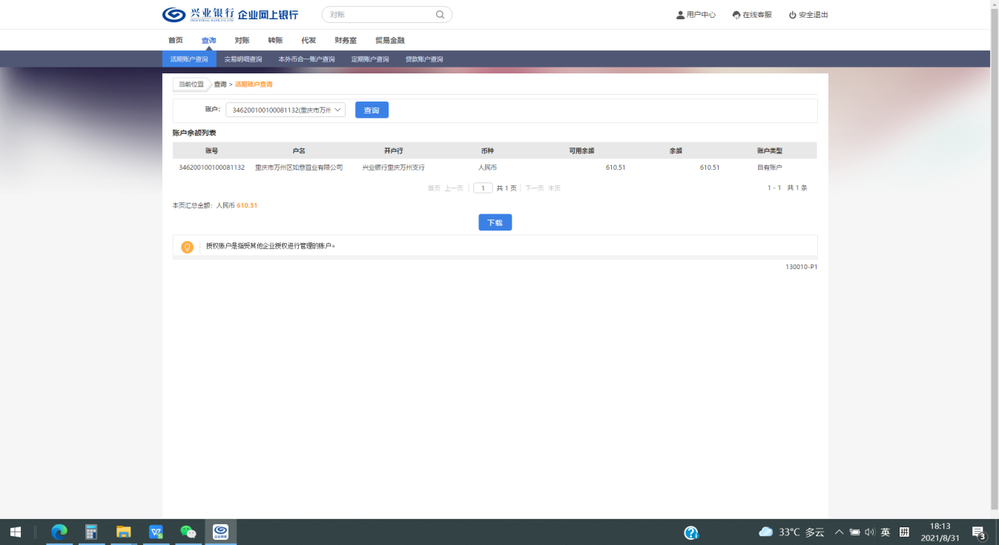 兴业银行 企业网上银行 对账 用户中心 在线客服 安全退出
INDUSTRIAL BANK CO.,LTD.
首页 查询 对账 转账 代发 财务室 贸易金融
活期账户查询 交易明细查询 本外币合一账户查询 定期账户查询 贷款账户查询
当前位置 查询 > 活期账户查询
账户: 346200100100081132(重庆市万州 查询
账户余额列表
账号 户名 开户行 币种 可用余额 余额 账户类型
346200100100081132 重庆市万州区如意置业有限公司 兴业银行重庆万州支行 人民币 610.51 610.51 自有账户
首页 上一页 1 共 1 页 下一页 末页 1 - 1 共 1 条
本页汇总金额: 人民币 610.51
下载
授权账户是指受其他企业授权进行管理的账户。
130010-P1
33°C 多云 英 拼 18:13
2021/8/31 3